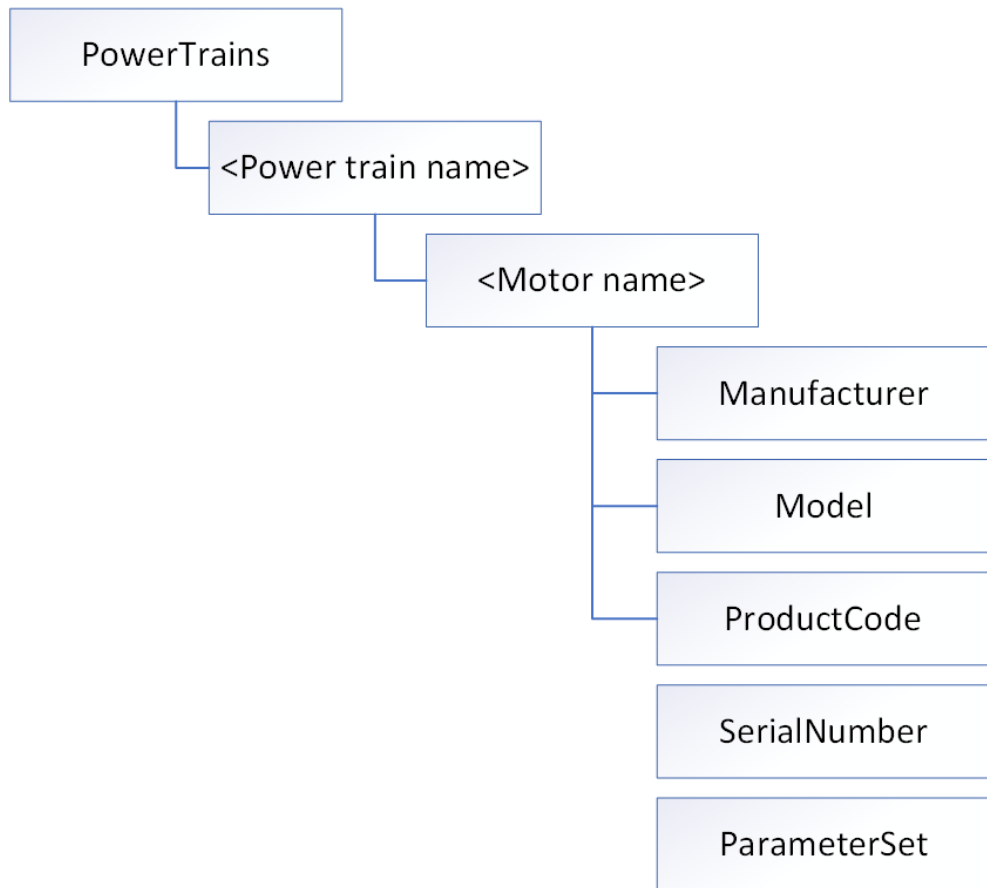 PowerTrains
<Power train name>
<Motor name>
Manufacturer
Model
ProductCode
SerialNumber
ParameterSet